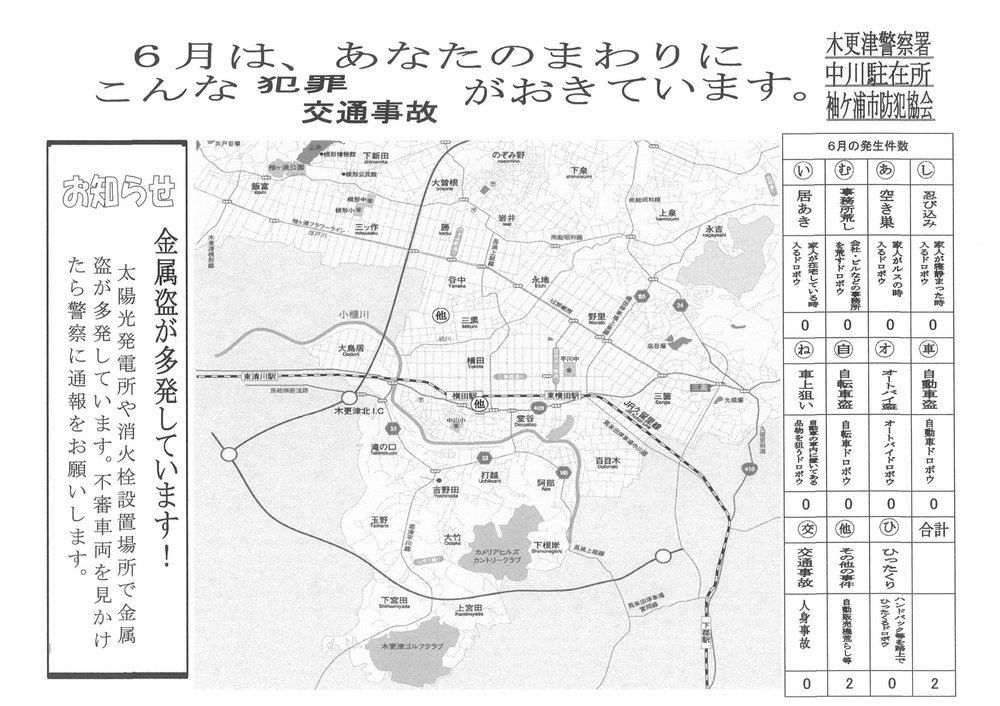 6月は、あなたのまわりに
こんな犯罪
交通事故
がおきています。
木更津警察署
中川駐在所
袖ケ浦市防犯協会
お知らせ
金属盗が多発しています！
太陽光発電所や消火栓設置場所で金属
盗が多発しています。不審車両を見かけ
たら警察に通報をお願いします。
6月の発生件数
し
忍び込み
家人が寝静まった時
入るドロボウ
0
あ
空き巣
家人がルスの時
入るドロボウ
0
む
事務所荒し
会社・ビルなどの事務所
を荒すドロボウ
0
い
居あき
家人が在宅している時
入るドロボウ
0
車
自動車盗
自動車ドロボウ
0
オ
オートバイ盗
オートバイドロボウ
0
自
自転車盗
自転車ドロボウ
0
ね
車上狙い
自動車の車内に置いてある
品物を狙うドロボウ
0
合計
2
ひ
ひったくり
ハンドバック等を路上で
ひったくるドロボウ
0
他
その他の事件
自動販売機荒らし等
2
交
交通事故
人身事故
0
下新田
のぞみ野
下泉
袖ケ浦公園
飯富
大曽根
上泉
永吉
岩井
三ッ作
勝
谷中
永地
他
三黒
野里
小櫃川
大鳥居
横田
平川中
高谷堰
東清川駅
横田駅
東横田駅
他
三箇
JR久留里線
木更津北I.C
409
410
中川小
堂谷
滝の口
33
33
145
百目木
打越
阿部
吉野田
玉野
大竹
下根岸
カメリアヒルズ
カントリークラブ
下宮田
上宮田
木更津ゴルフクラブ
下郡駅
165
24